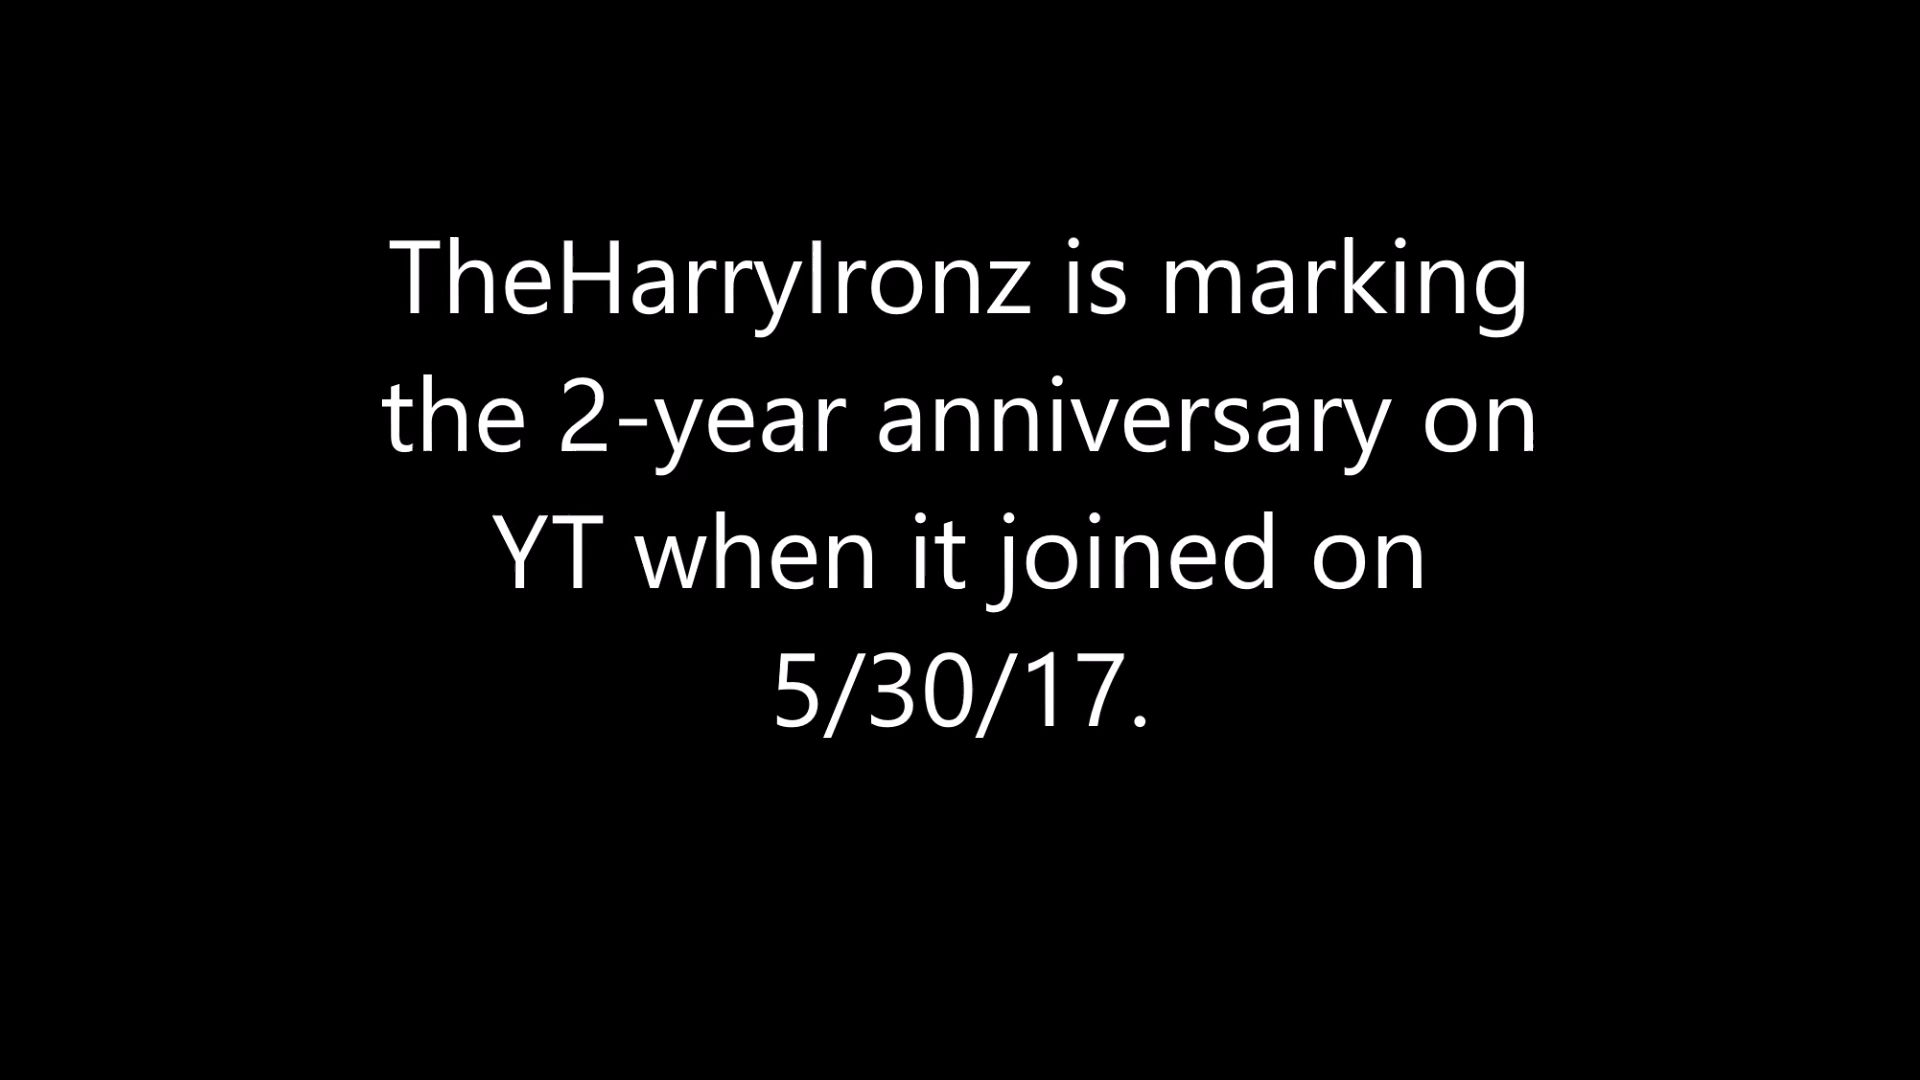 TheHarryIronz is marking
the 2-year anniversary on
YT when it joined on
5/30/17.